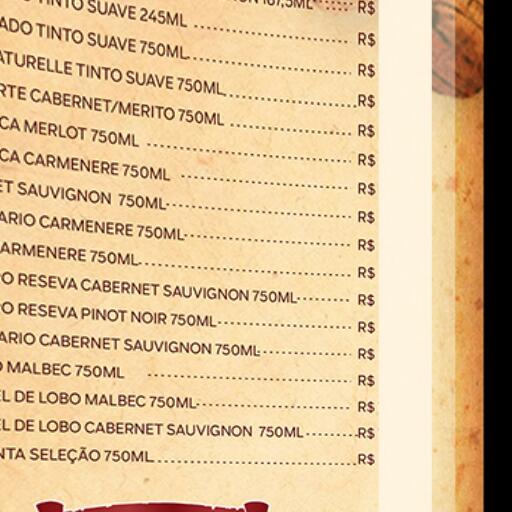 TINTO SUAVE 245ML R$
ADO TINTO SUAVE 750ML R$
ATURELLE TINTO SUAVE 750ML R$
RTE CABERNET/MERITO 750ML R$
CA MERLOT 750ML R$
CA CARMENERE 750ML R$
ET SAUVIGNON 750ML R$
ARIO CARMENERE 750ML R$
ARMENERE 750ML R$
O RESEVA CABERNET SAUVIGNON 750ML R$
O RESEVA PINOT NOIR 750ML R$
ARIO CABERNET SAUVIGNON 750ML R$
O MALBEC 750ML R$
EL DE LOBO MALBEC 750ML R$
EL DE LOBO CABERNET SAUVIGNON 750ML R$
NTA SELEÇÃO 750ML R$